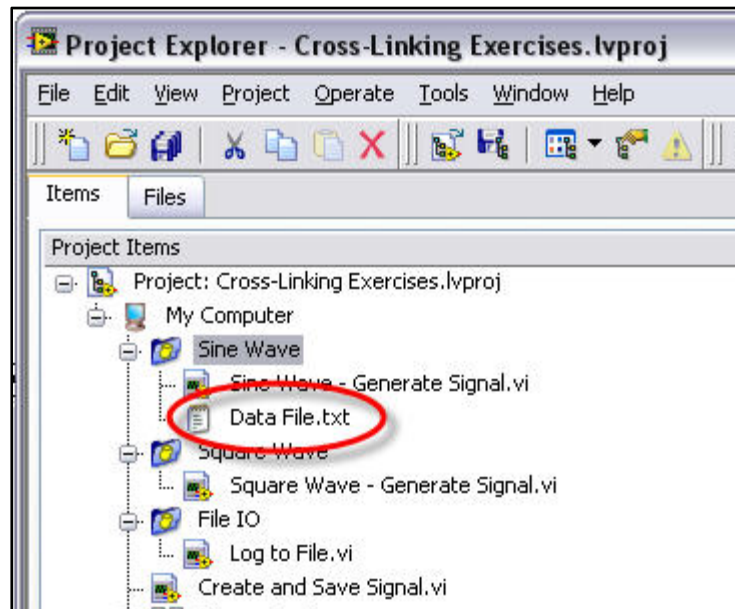 Project Explorer - Cross-Linking Exercises.lvproj
File Edit View Project Operate Tools Window Help
Items Files
Project Items
Project: Cross-Linking Exercises.lvproj
My Computer
Sine Wave
Sine Wave - Generate Signal.vi
Data File.txt
Square Wave
Square Wave - Generate Signal.vi
File IO
Log to File.vi
Create and Save Signal.vi